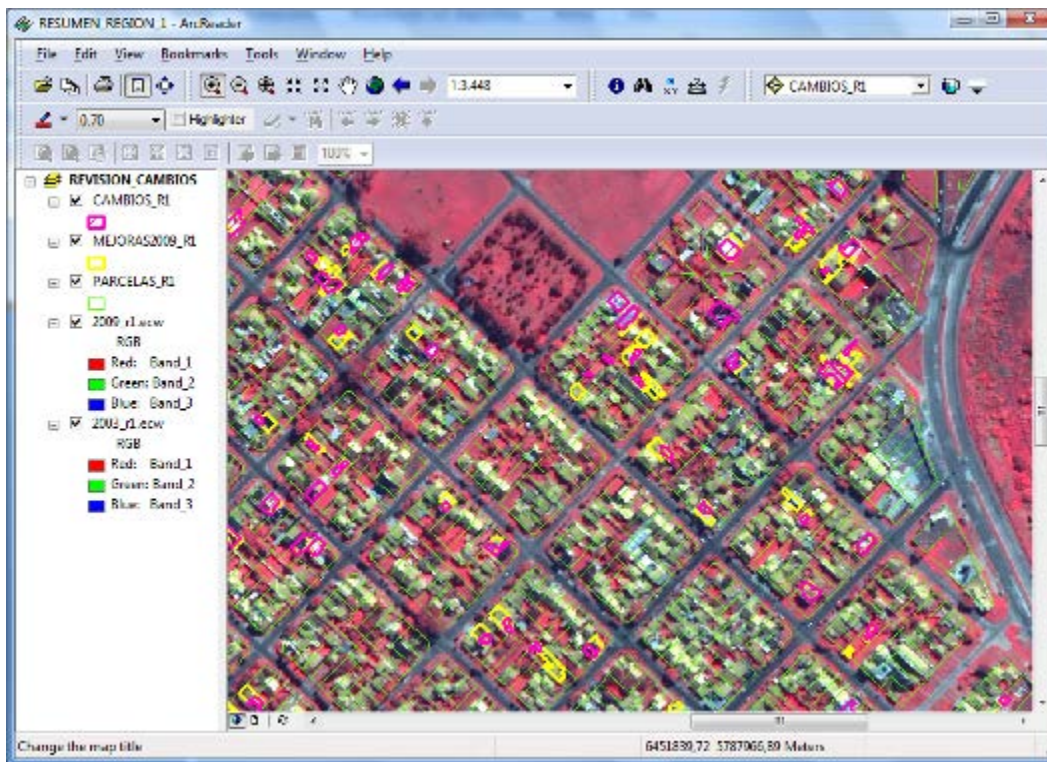 RESUMEN_REGION_1 - ArcReader
File Edit View Bookmarks Tools Window Help
1:3.448
CAMBIOS_R1
0.70 Highlighter
100%
REVISION_CAMBIOS
CAMBIOS_R1
MEJORAS2009_R1
PARCELAS_R1
2009_r1.ecw
RGB
Red: Band_1
Green: Band_2
Blue: Band_3
2003_r1.ecw
RGB
Red: Band_1
Green: Band_2
Blue: Band_3
Change the map title
6451839,72 5787966,89 Meters